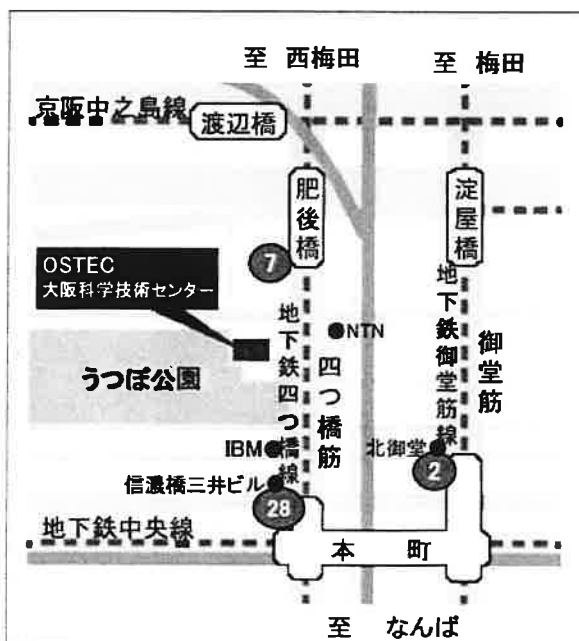 至 西梅田
至 梅田
京阪中之島線
渡辺橋
肥後橋
淀屋橋
7
OSTEC
大阪科学技術センター
地下鉄御堂筋線
御堂筋
NTN
地下鉄四つ橋線
四つ橋筋
うつぼ公園
IBM
北御堂
2
信濃橋三井ビル
28
地下鉄中央線
本 町
至 なんば